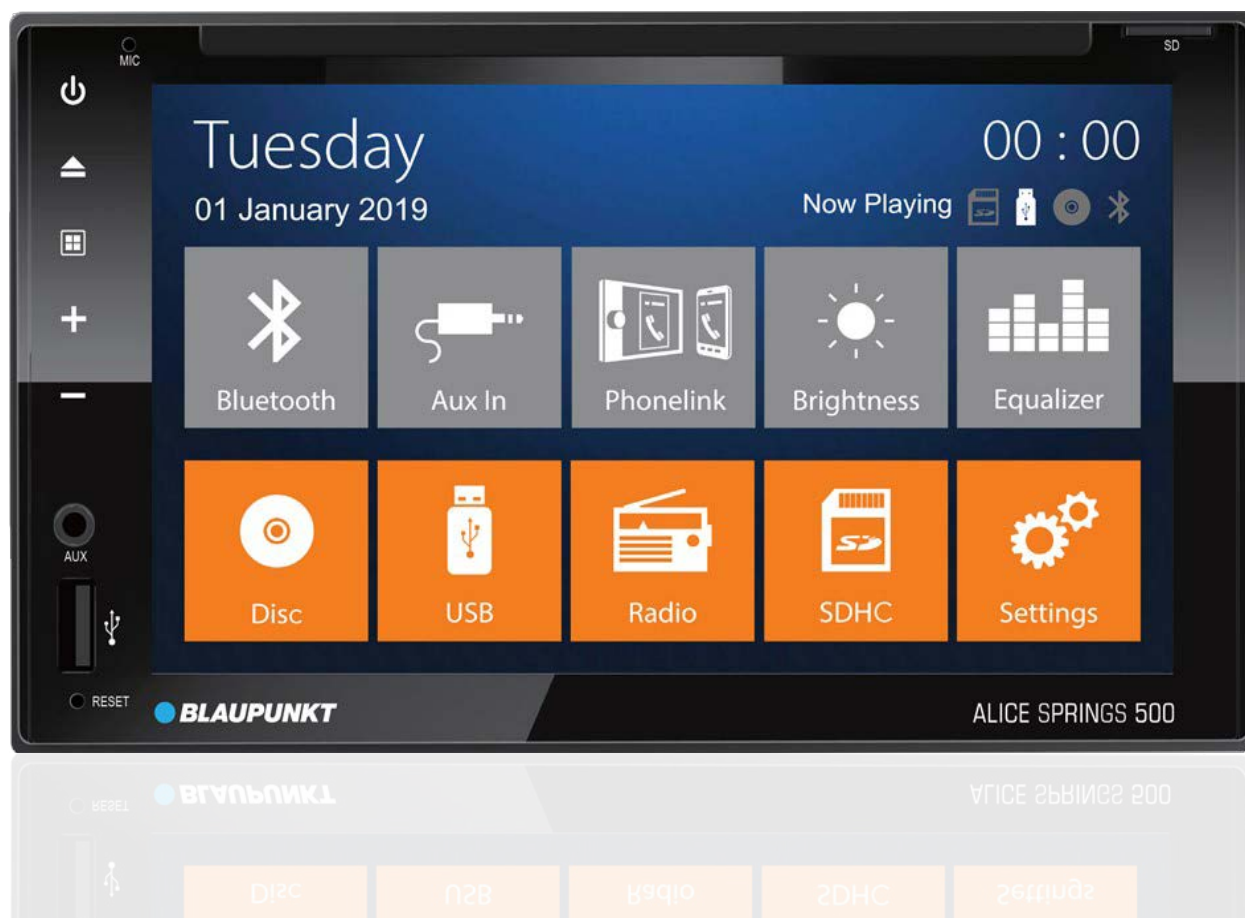 MIC
SD
Tuesday
00 : 00
01 January 2019
Now Playing
Bluetooth
Aux In
Phonelink
Brightness
Equalizer
Disc
USB
Radio
SDHC
Settings
AUX
RESET
BLAUPUNKT
ALICE SPRINGS 500